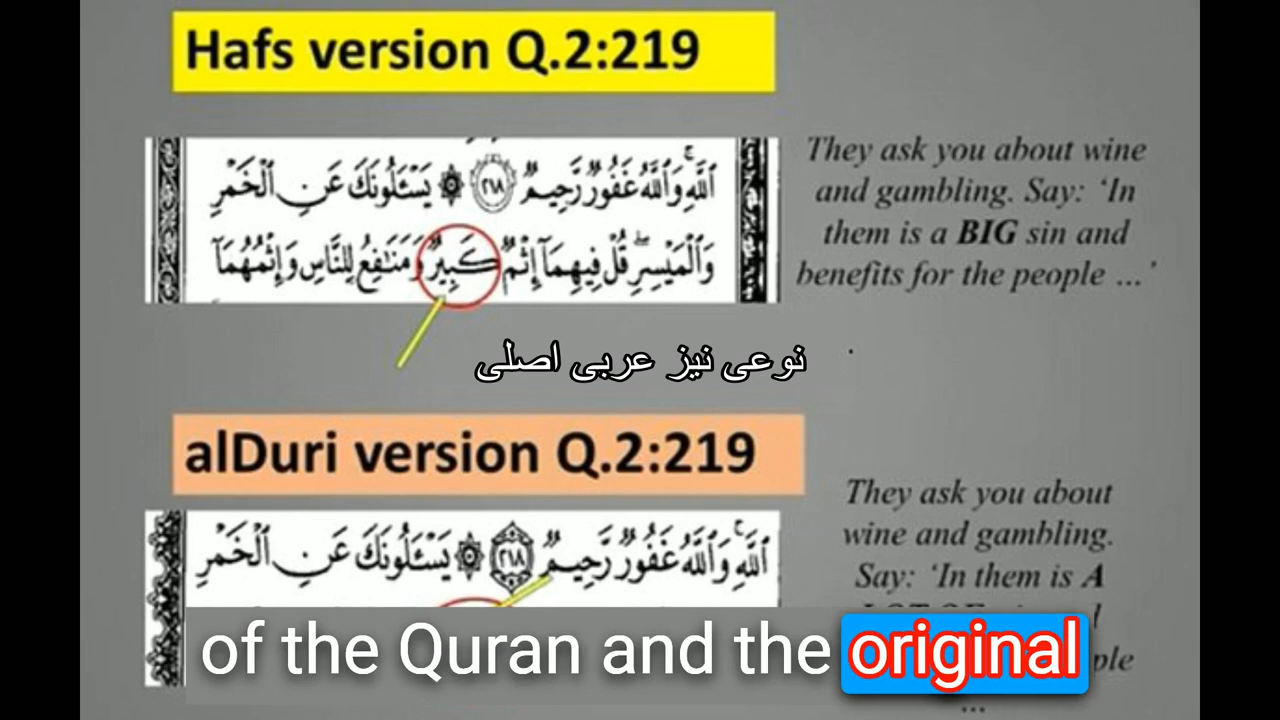 Hafs version Q.2:219
ٱللَّهِۚ وَٱللَّهُ غَفُورٌ رَّحِيمٌ ٢١٨ ۞ يَسْـَٔلُونَكَ عَنِ ٱلْخَمْرِ
وَٱلْمَيْسِرِۖ قُلْ فِيهِمَآ إِثْمٌ كَبِيرٌ وَمَنَـٰفِعُ لِلنَّاسِ وَإِثْمُهُمَآ
They ask you about wine
and gambling. Say: ‘In
them is a BIG sin and
benefits for the people ...’
نوعی نیز عربی اصلی
alDuri version Q.2:219
ٱللَّهِۚ وَٱللَّهُ غَفُورٌ رَّحِيمٌ ٢١٨ ۞ يَسْـَٔلُونَكَ عَنِ ٱلْخَمْرِ
They ask you about
wine and gambling.
Say: ‘In them is A
...
of the Quran and the original